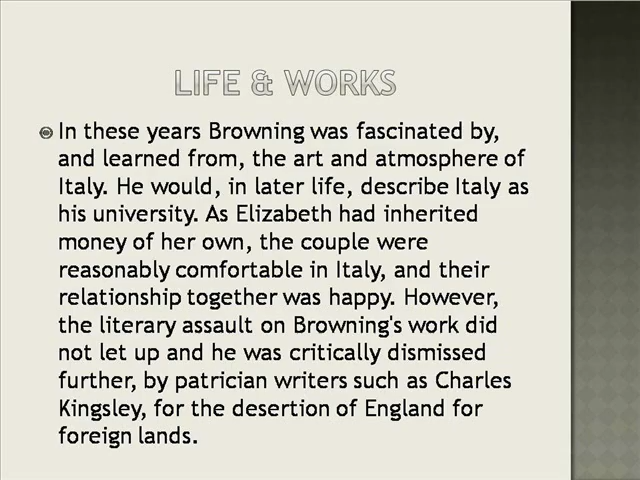 LIFE & WORKS
In these years Browning was fascinated by,
and learned from, the art and atmosphere of
Italy. He would, in later life, describe Italy as
his university. As Elizabeth had inherited
money of her own, the couple were
reasonably comfortable in Italy, and their
relationship together was happy. However,
the literary assault on Browning's work did
not let up and he was critically dismissed
further, by patrician writers such as Charles
Kingsley, for the desertion of England for
foreign lands.